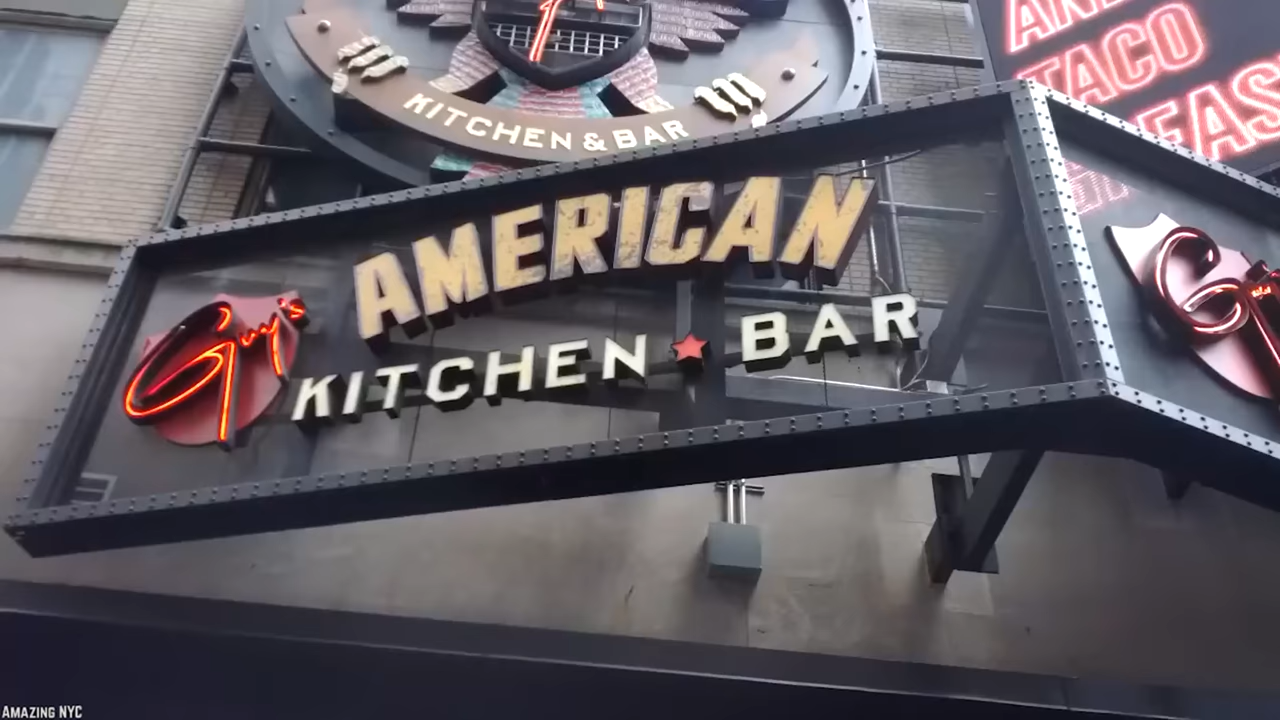 KITCHEN & BAR
TACO
Guy's
AMERICAN
KITCHEN ★ BAR
AMAZING NYC